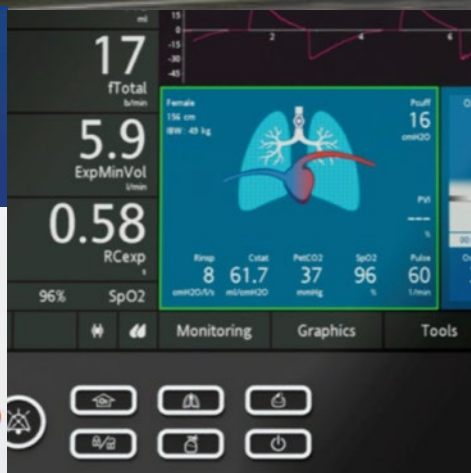 ml
17
fTotal
b/min
5.9
ExpMinVol
l/min
0.58
RCexp
s
96% SpO2
15
0
-15
-30
-45
2 4 6
Female
156 cm
IBW: 49 kg
Pcuff
16
cmH2O
PVI
---
%
Rinsp Cstat PetCO2 SpO2 Pulse
8 61.7 37 96 60
cmH2O/l/s ml/cmH2O mmHg % 1/min
Monitoring Graphics Tools